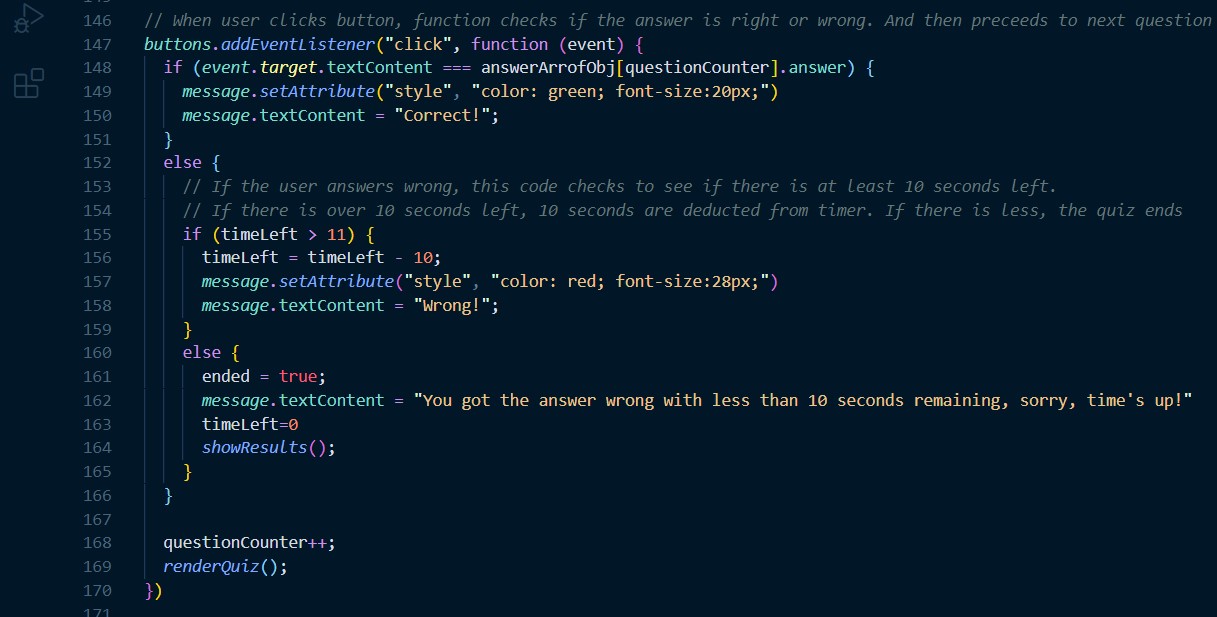 146 // When user clicks button, function checks if the answer is right or wrong. And then preceeds to next question
147 buttons.addEventListener("click", function (event) {
148 if (event.target.textContent === answerArrofObj[questionCounter].answer) {
149 message.setAttribute("style", "color: green; font-size:20px;")
150 message.textContent = "Correct!";
151 }
152 else {
153 // If the user answers wrong, this code checks to see if there is at least 10 seconds left.
154 // If there is over 10 seconds left, 10 seconds are deducted from timer. If there is less, the quiz ends
155 if (timeLeft > 11) {
156 timeLeft = timeLeft - 10;
157 message.setAttribute("style", "color: red; font-size:28px;")
158 message.textContent = "Wrong!";
159 }
160 else {
161 ended = true;
162 message.textContent = "You got the answer wrong with less than 10 seconds remaining, sorry, time's up!"
163 timeLeft=0
164 showResults();
165 }
166 }
167
168 questionCounter++;
169 renderQuiz();
170 })
171